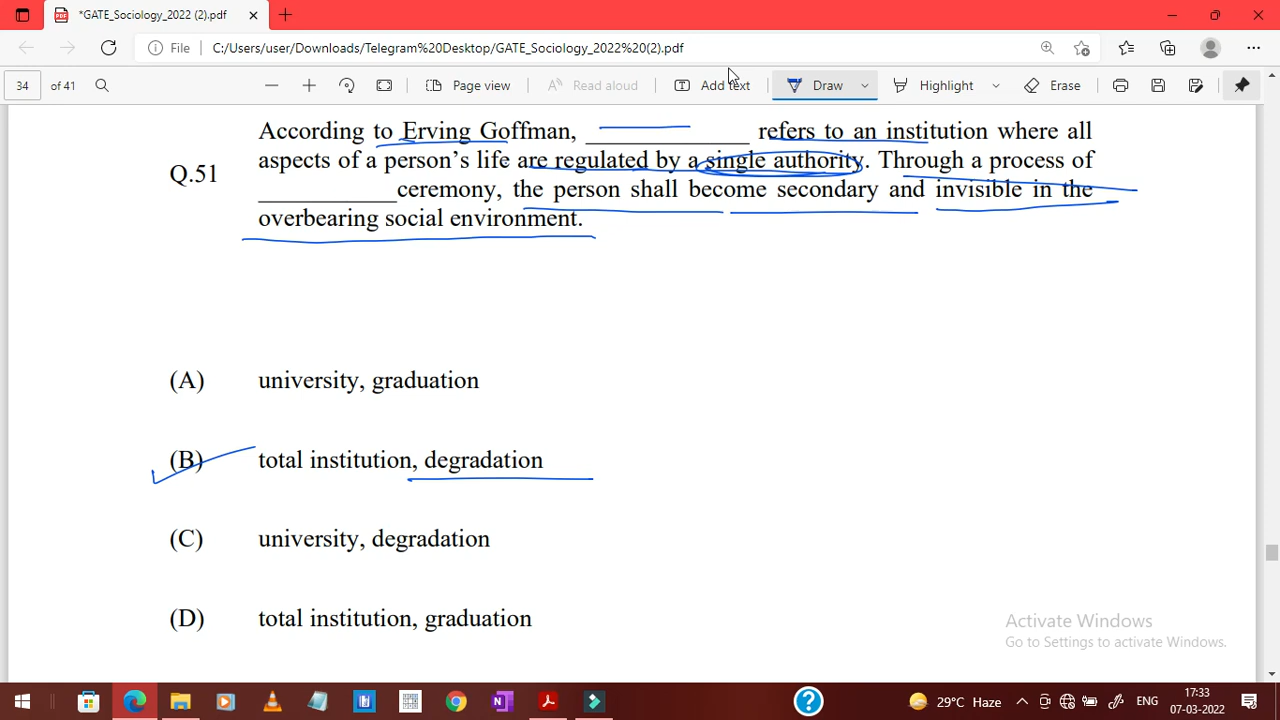 *GATE_Sociology_2022 (2).pdf
File
C:/Users/user/Downloads/Telegram%20Desktop/GATE_Sociology_2022%20(2).pdf
34 of 41
Page view
Read aloud
Add text
Draw
Highlight
Erase
According to Erving Goffman, _____________ refers to an institution where all
Q.51 aspects of a person's life are regulated by a single authority. Through a process of
___________ceremony, the person shall become secondary and invisible in the
overbearing social environment.
(A) university, graduation
(B) total institution, degradation
(C) university, degradation
(D) total institution, graduation
Activate Windows
Go to Settings to activate Windows.
29°C Haze
ENG
17:33
07-03-2022